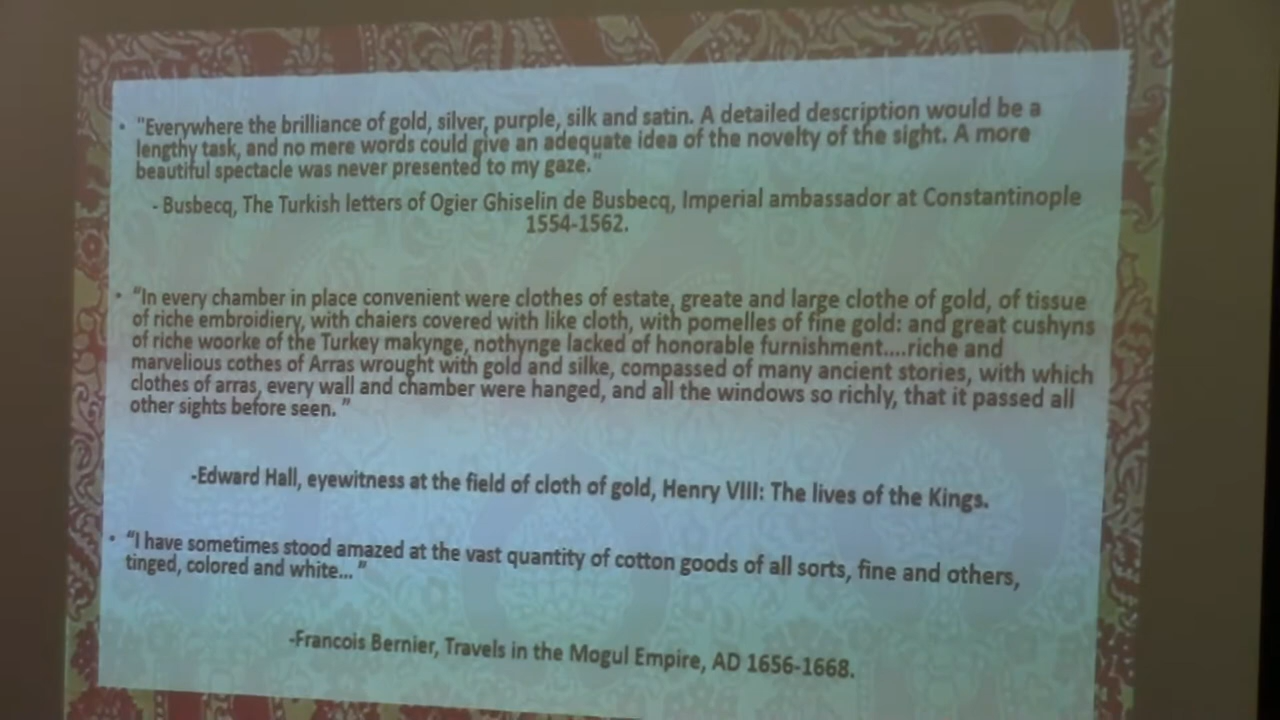 • "Everywhere the brilliance of gold, silver, purple, silk and satin. A detailed description would be a
lengthy task, and no mere words could give an adequate idea of the novelty of the sight. A more
beautiful spectacle was never presented to my gaze."
- Busbecq, The Turkish letters of Ogier Ghiselin de Busbecq, Imperial ambassador at Constantinople
1554-1562.
• "In every chamber in place convenient were clothes of estate, greate and large clothe of gold, of tissue
of riche embroidiery, with chaiers covered with like cloth, with pomelles of fine gold: and great cushyns
of riche woorke of the Turkey makynge, nothynge lacked of honorable furnishment....riche and
marvelious cothes of Arras wrought with gold and silke, compassed of many ancient stories, with which
clothes of arras, every wall and chamber were hanged, and all the windows so richly, that it passed all
other sights before seen. "
-Edward Hall, eyewitness at the field of cloth of gold, Henry VIII: The lives of the Kings.
• "I have sometimes stood amazed at the vast quantity of cotton goods of all sorts, fine and others,
tinged, colored and white... "
-Francois Bernier, Travels in the Mogul Empire, AD 1656-1668.